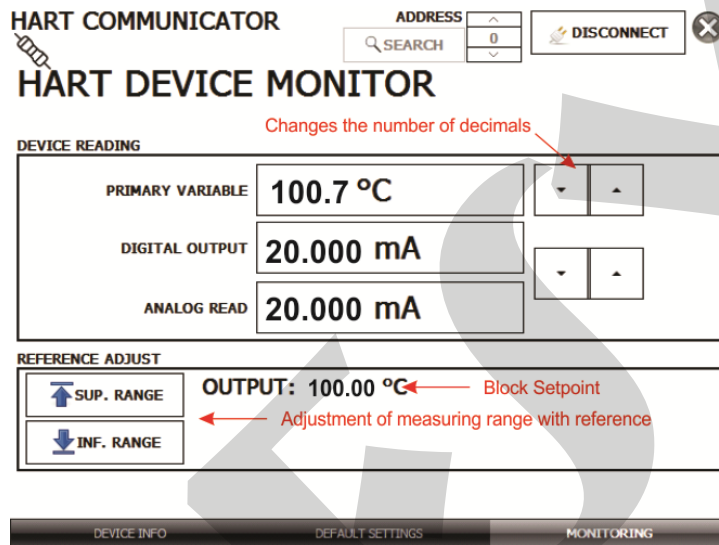 HART COMMUNICATOR
ADDRESS
SEARCH
0
DISCONNECT
HART DEVICE MONITOR
Changes the number of decimals
DEVICE READING
PRIMARY VARIABLE 100.7 ºC
DIGITAL OUTPUT 20.000 mA
ANALOG READ 20.000 mA
REFERENCE ADJUST
SUP. RANGE
OUTPUT: 100.00 ºC
Block Setpoint
Adjustment of measuring range with reference
INF. RANGE
DEVICE INFO
DEFAULT SETTINGS
MONITORING